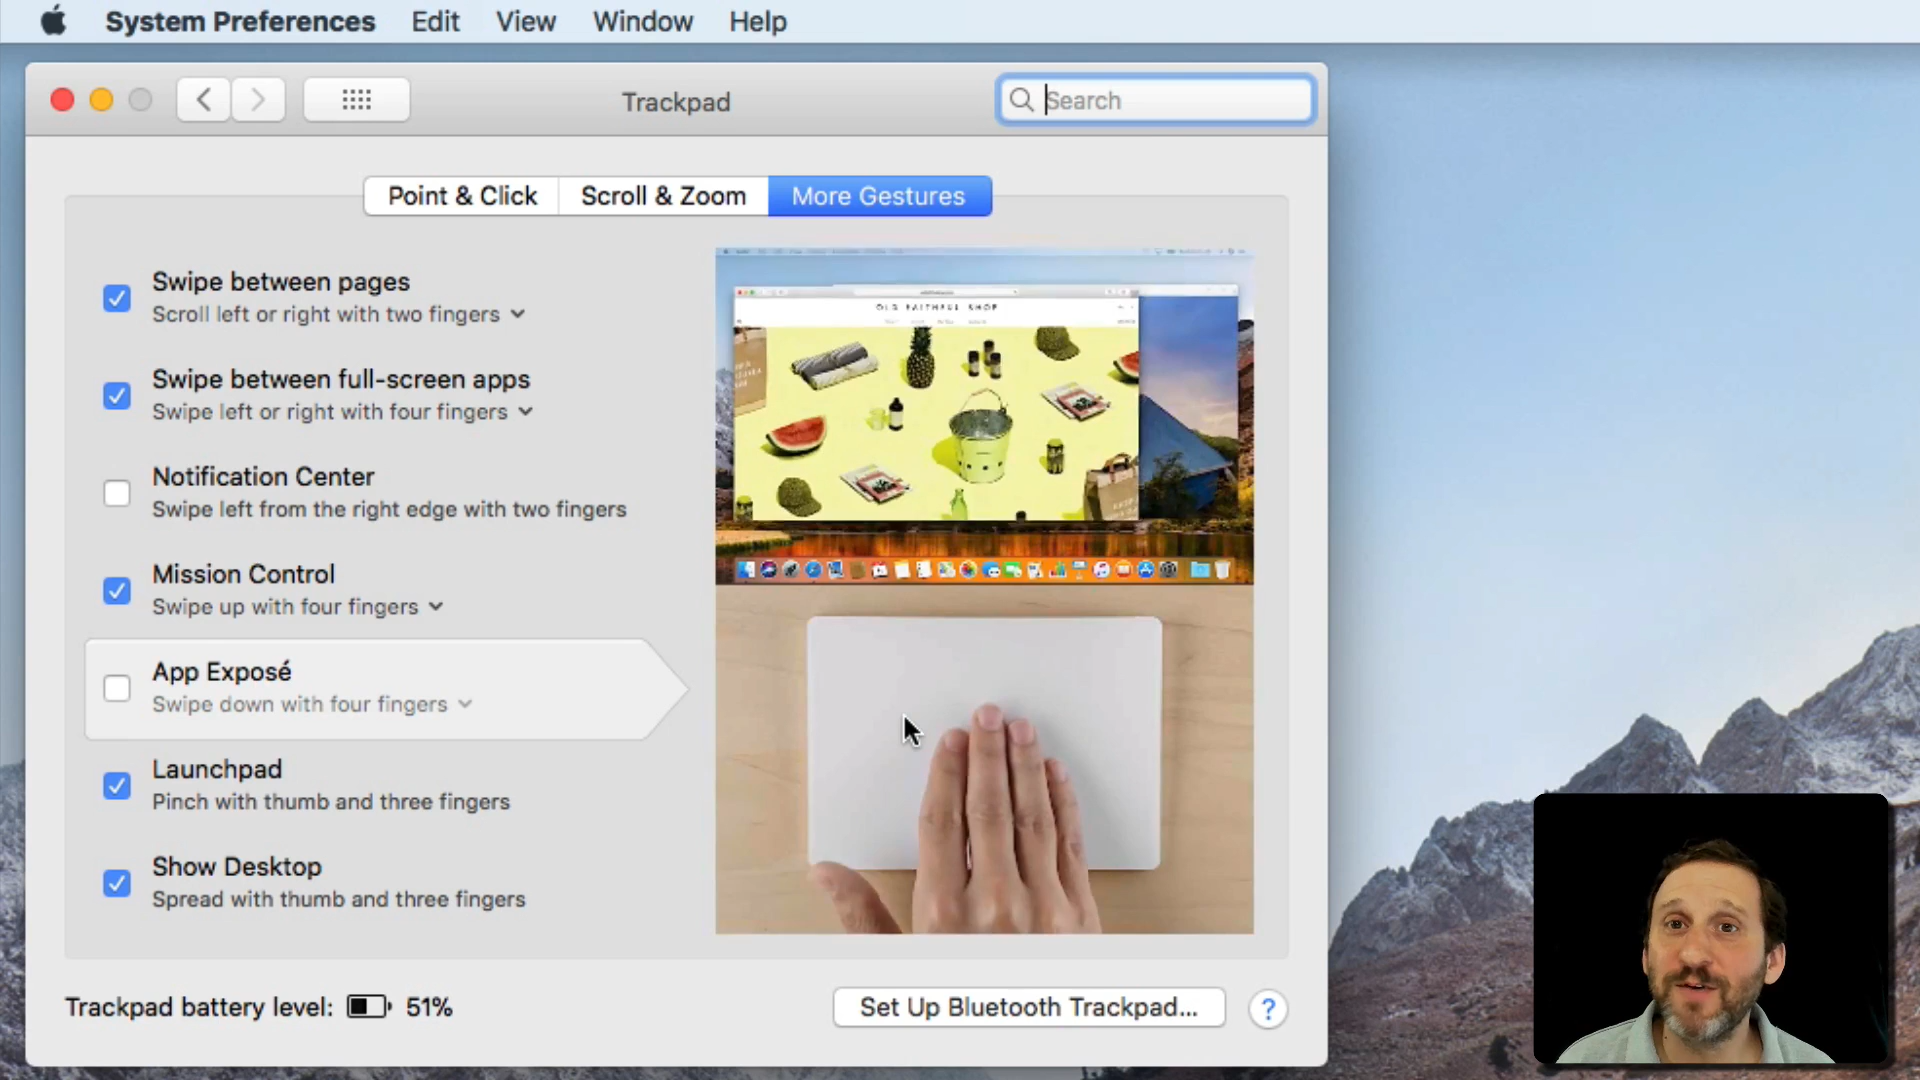 System Preferences Edit View Window Help
Trackpad
Search
Point & Click Scroll & Zoom More Gestures
Swipe between pages
Scroll left or right with two fingers
Swipe between full-screen apps
Swipe left or right with four fingers
Notification Center
Swipe left from the right edge with two fingers
Mission Control
Swipe up with four fingers
App Exposé
Swipe down with four fingers
Launchpad
Pinch with thumb and three fingers
Show Desktop
Spread with thumb and three fingers
OLD FAITHFUL SHOP
Trackpad battery level: 51%
Set Up Bluetooth Trackpad...
?